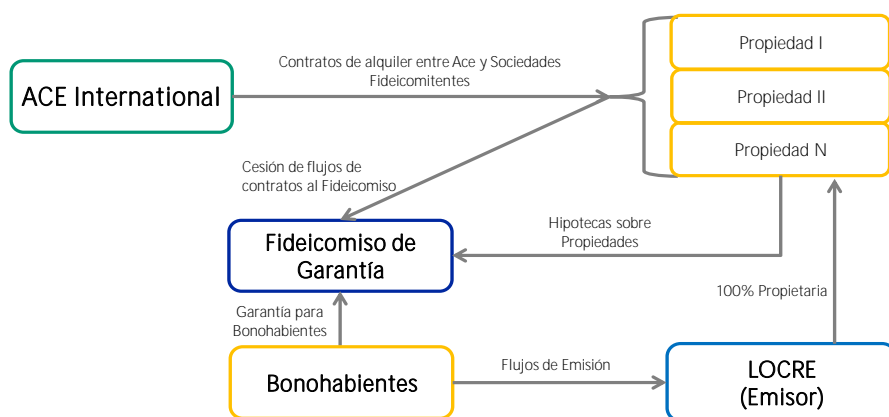 Contratos de alquiler entre Ace y Sociedades
Fideicomitentes
ACE International
Propiedad I
Propiedad II
Propiedad N
Cesión de flujos de
contratos al Fideicomiso
Fideicomiso de
Garantía
Hipotecas sobre
Propiedades
100% Propietaria
Garantía para
Bonohabientes
Bonohabientes
Flujos de Emisión
LOCRE
(Emisor)